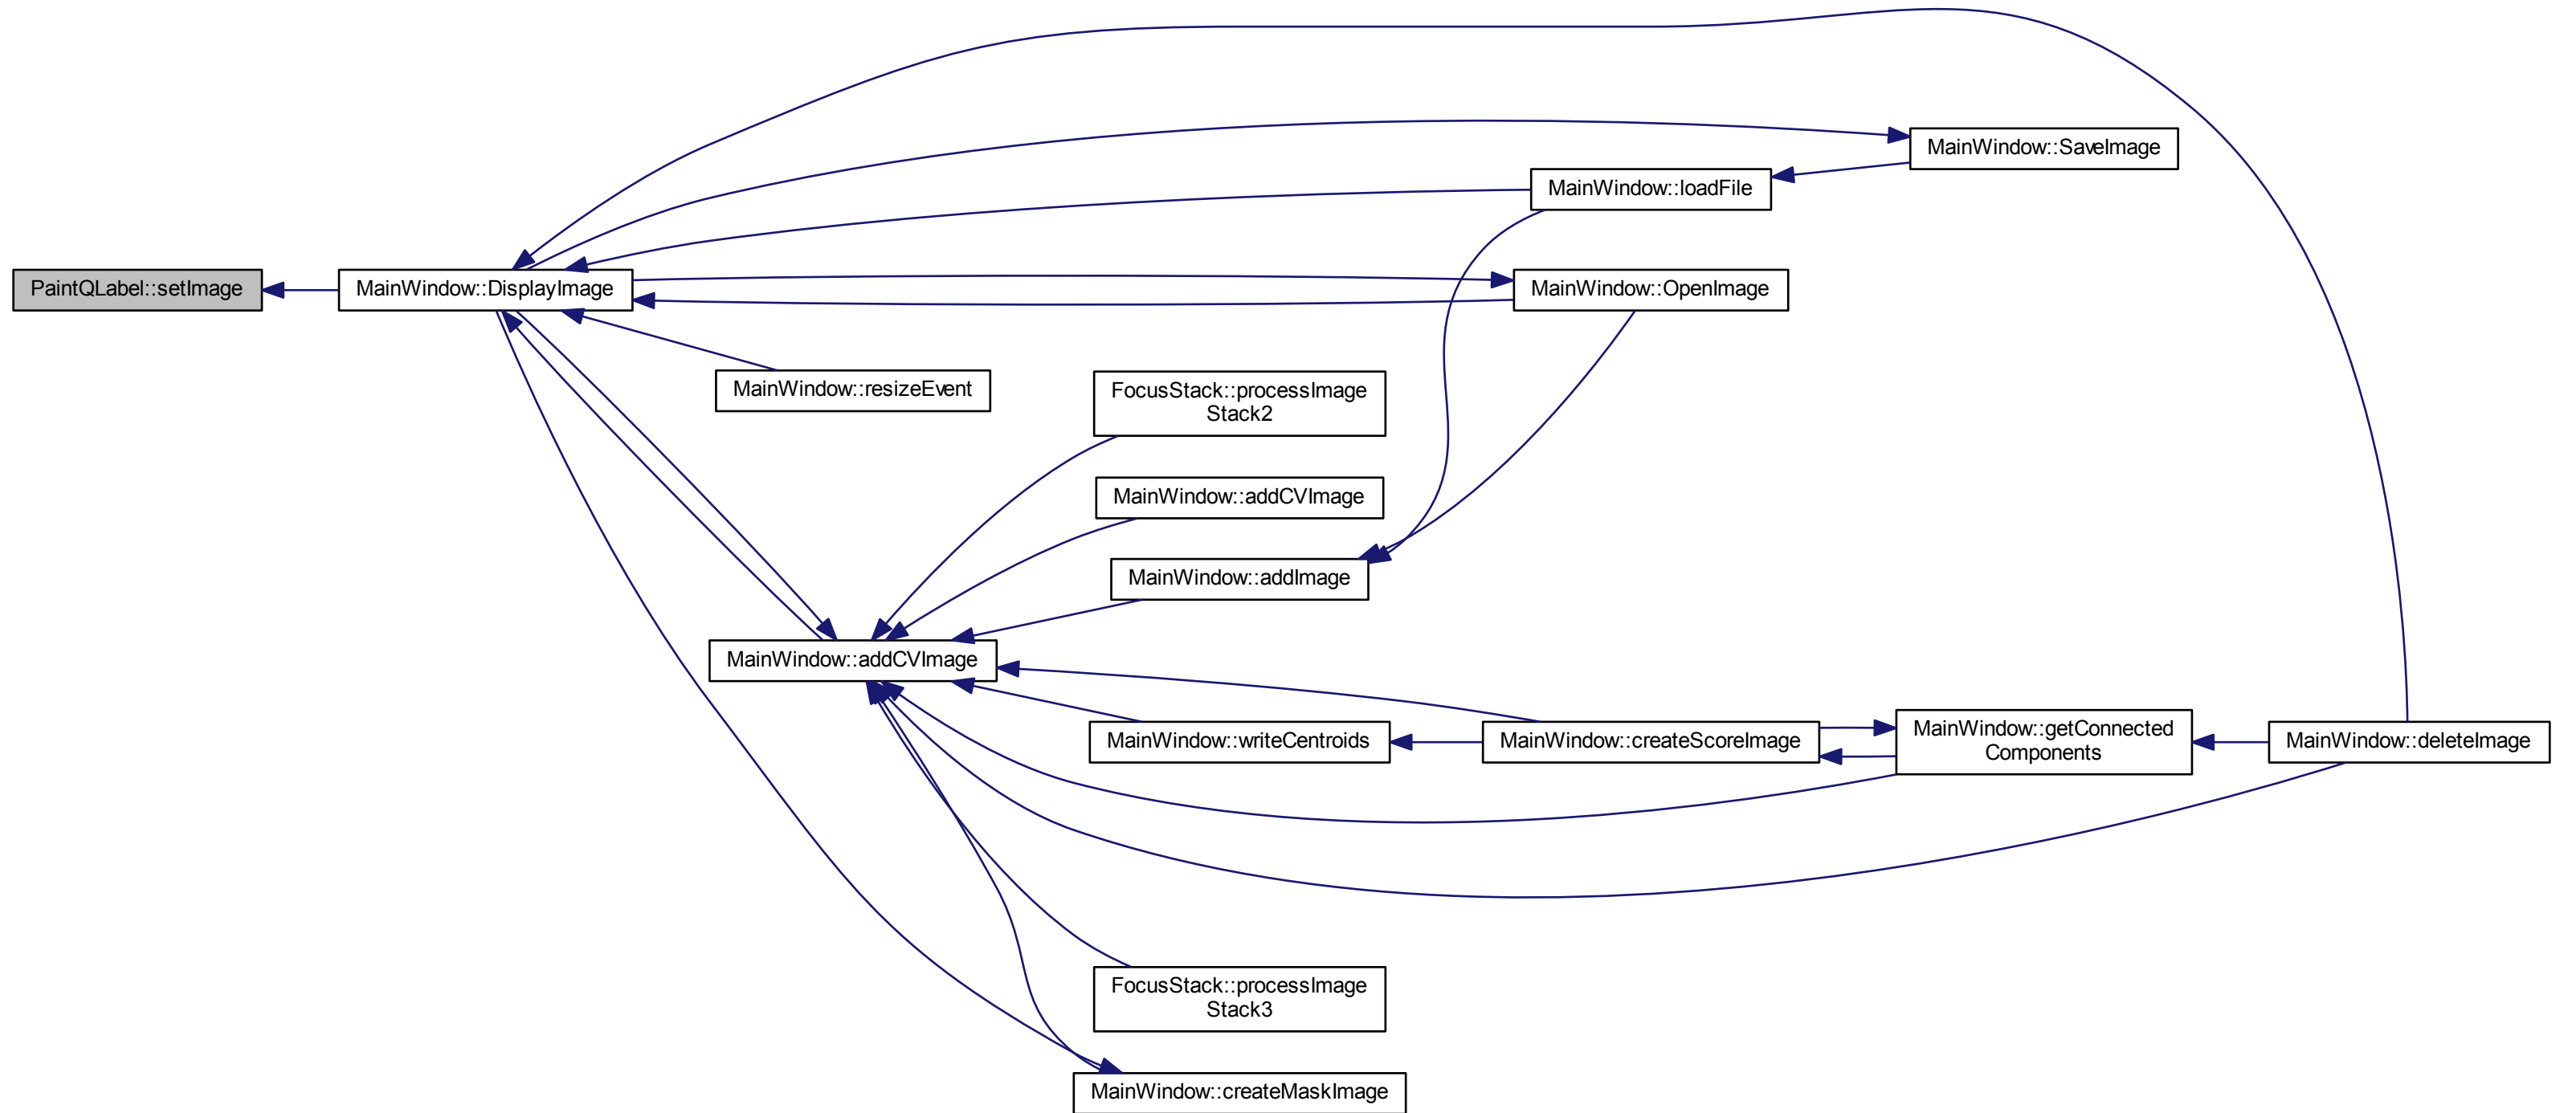 MainWindow::SaveImage
MainWindow::loadFile
PaintQLabel::setImage
MainWindow::DisplayImage
MainWindow::OpenImage
MainWindow::resizeEvent
FocusStack::processImage
Stack2
MainWindow::addCVImage
MainWindow::addImage
MainWindow::addCVImage
MainWindow::writeCentroids
MainWindow::createScoreImage
MainWindow::getConnected
Components
MainWindow::deleteImage
FocusStack::processImage
Stack3
MainWindow::createMaskImage